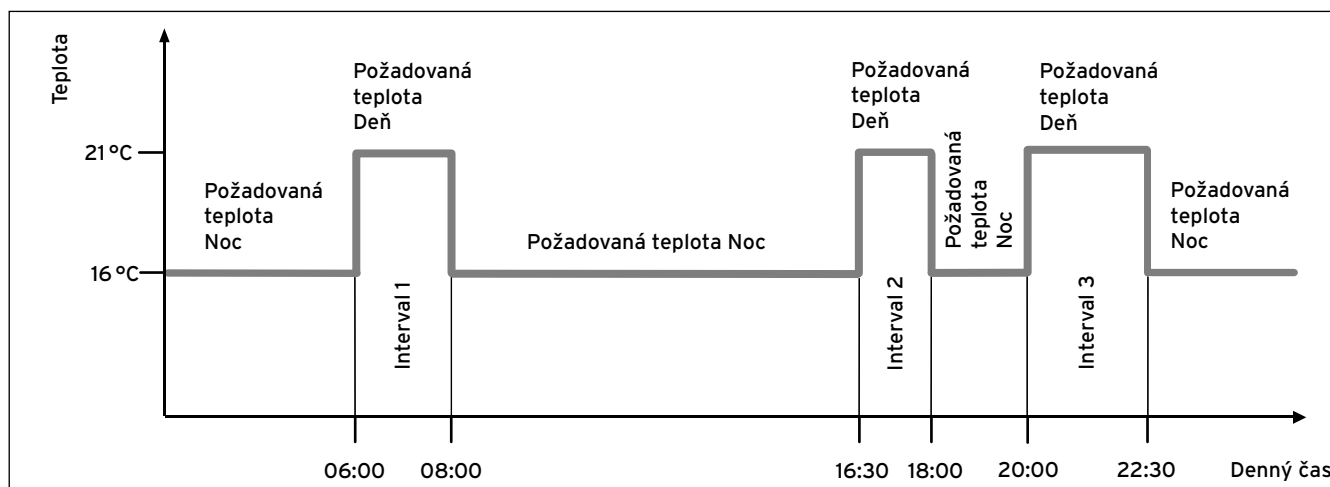 Teplota
Požadovaná
teplota
Deň
Požadovaná
teplota
Deň
Požadovaná
teplota
Deň
21 °C
Požadovaná
teplota
Noc
Požadovaná teplota Noc
Požadovaná
teplota
Noc
Požadovaná
teplota
Noc
16 °C
Interval 1
Interval 2
Interval 3
06:00
08:00
16:30
18:00
20:00
22:30
Denný čas